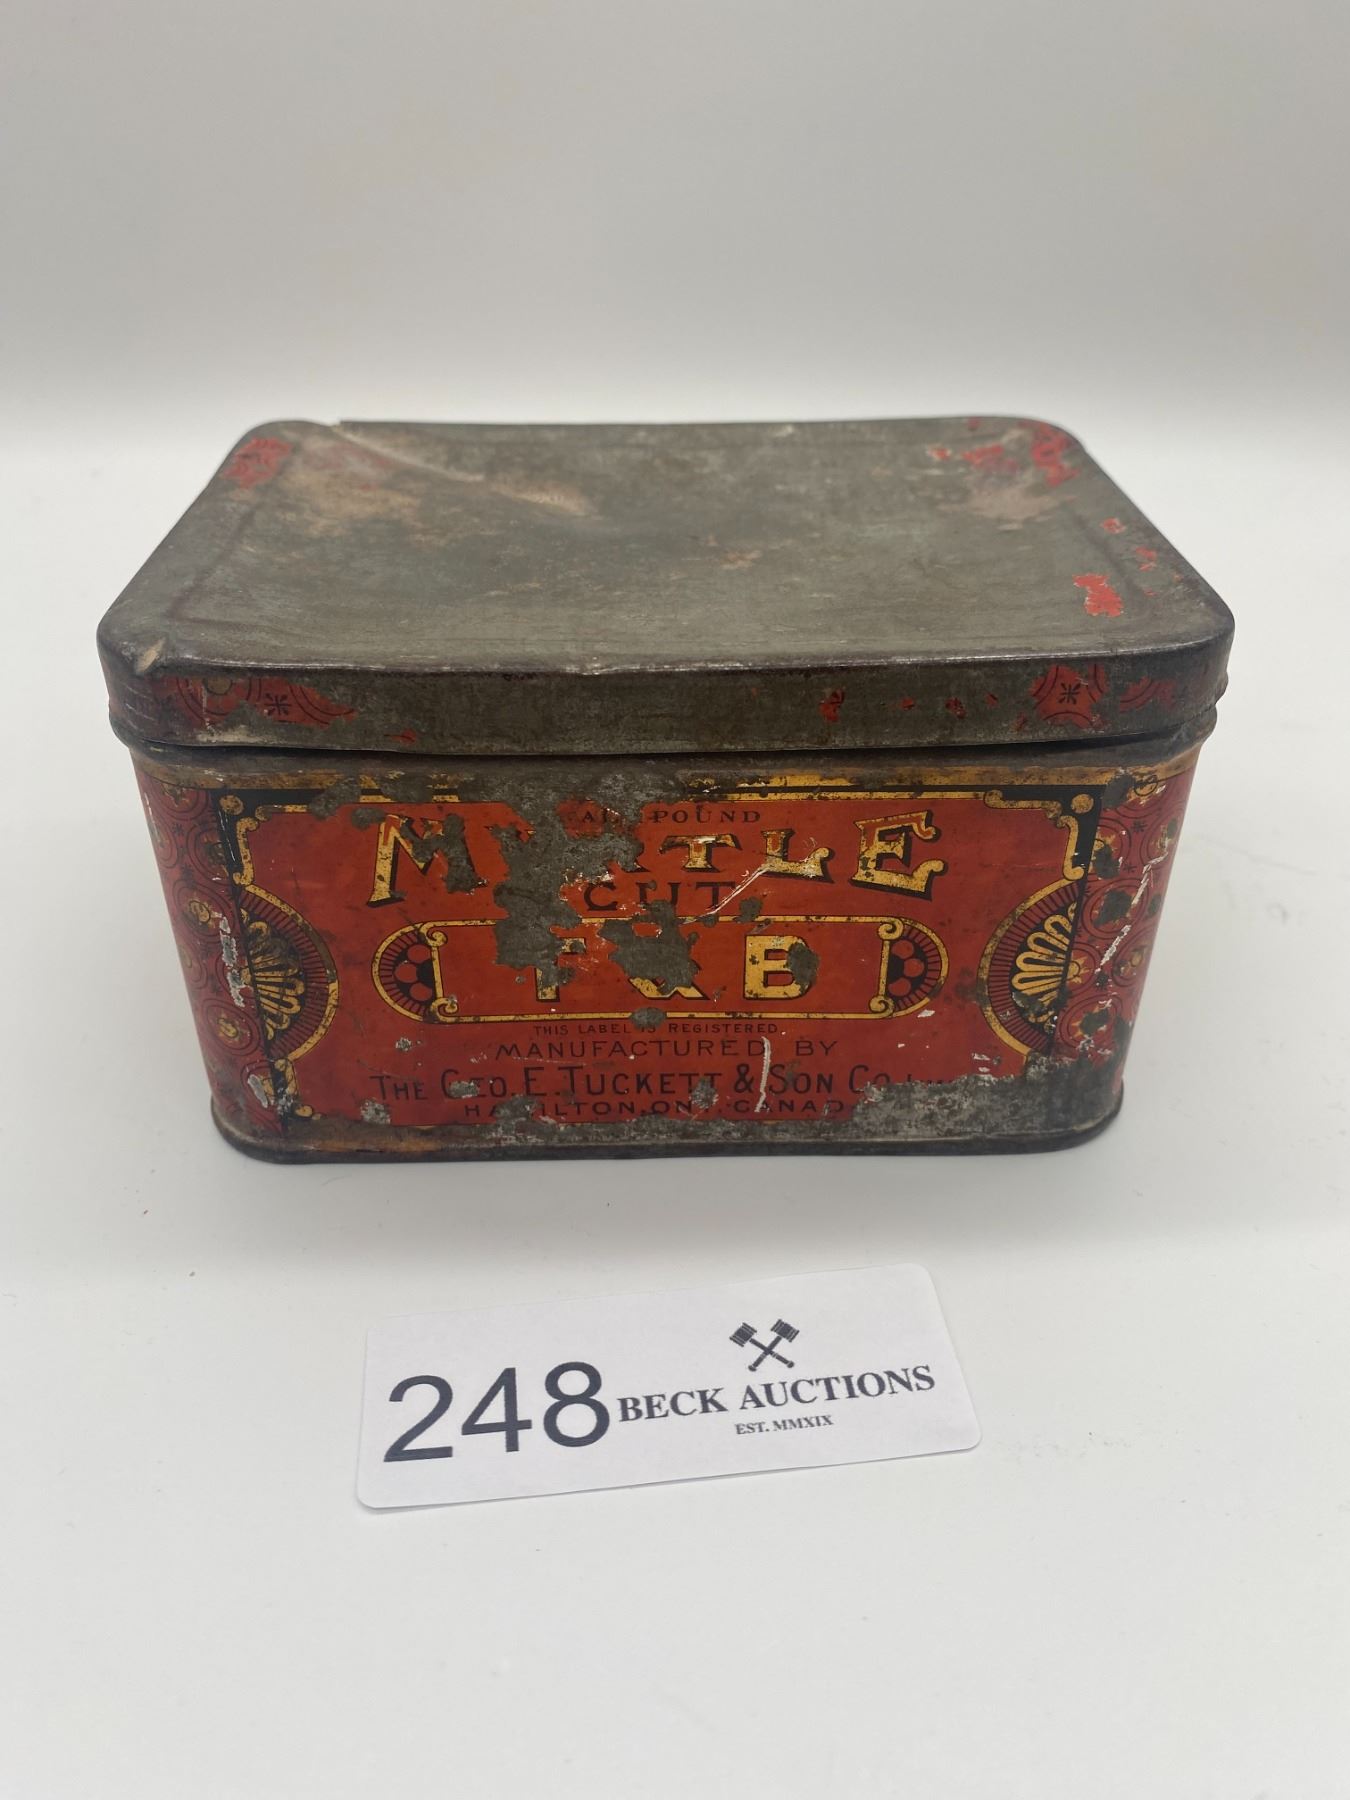 POUND
MYRTLE
CUT
T & B
THIS LABEL IS REGISTERED
MANUFACTURED BY
THE GEO. E. TUCKETT & SON CO
HAMILTON, ONT. CANADA
248
BECK AUCTIONS
EST. MMXIX